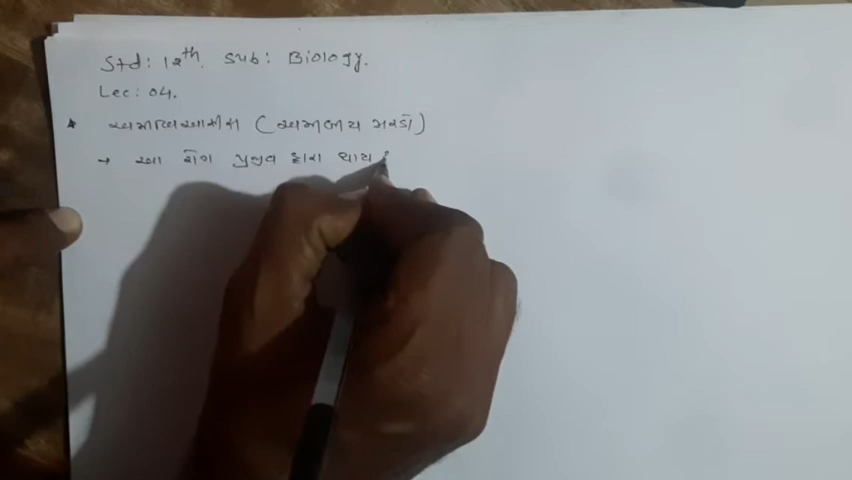 Std: 12th. Sub: Biology.
Lec: 04.
* અમીબિઆસીસ (અમીબીય મરડો)
→ આ રોગ પ્રજીવ દ્વારા થાય